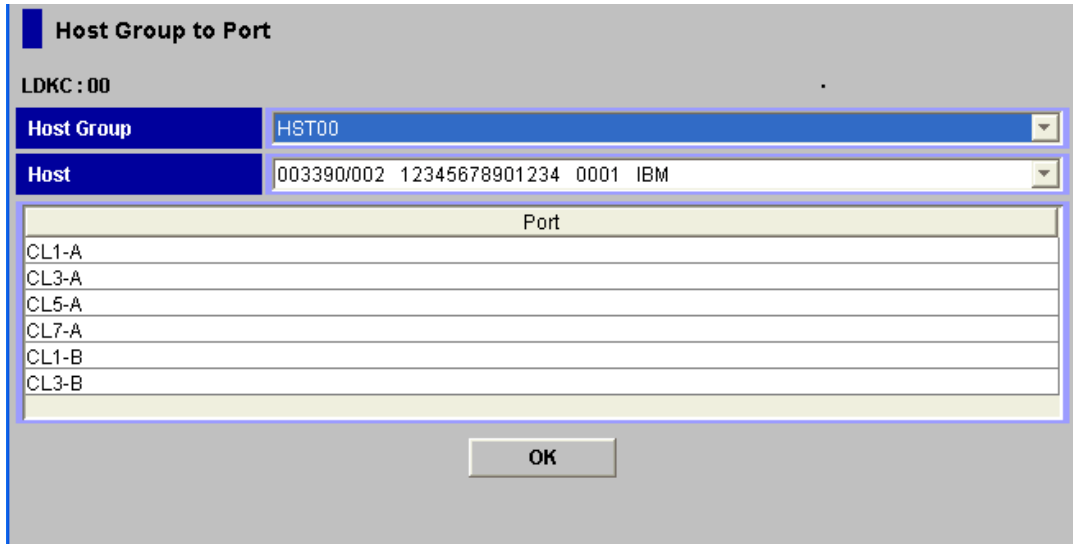 Host Group to Port
LDKC : 00
Host Group HST00
Host 003390/002 12345678901234 0001 IBM
Port
CL1-A
CL3-A
CL5-A
CL7-A
CL1-B
CL3-B
OK